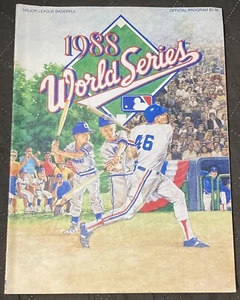 MAJOR LEAGUE BASEBALL
OFFICIAL PROGRAM
1988
World Series
46